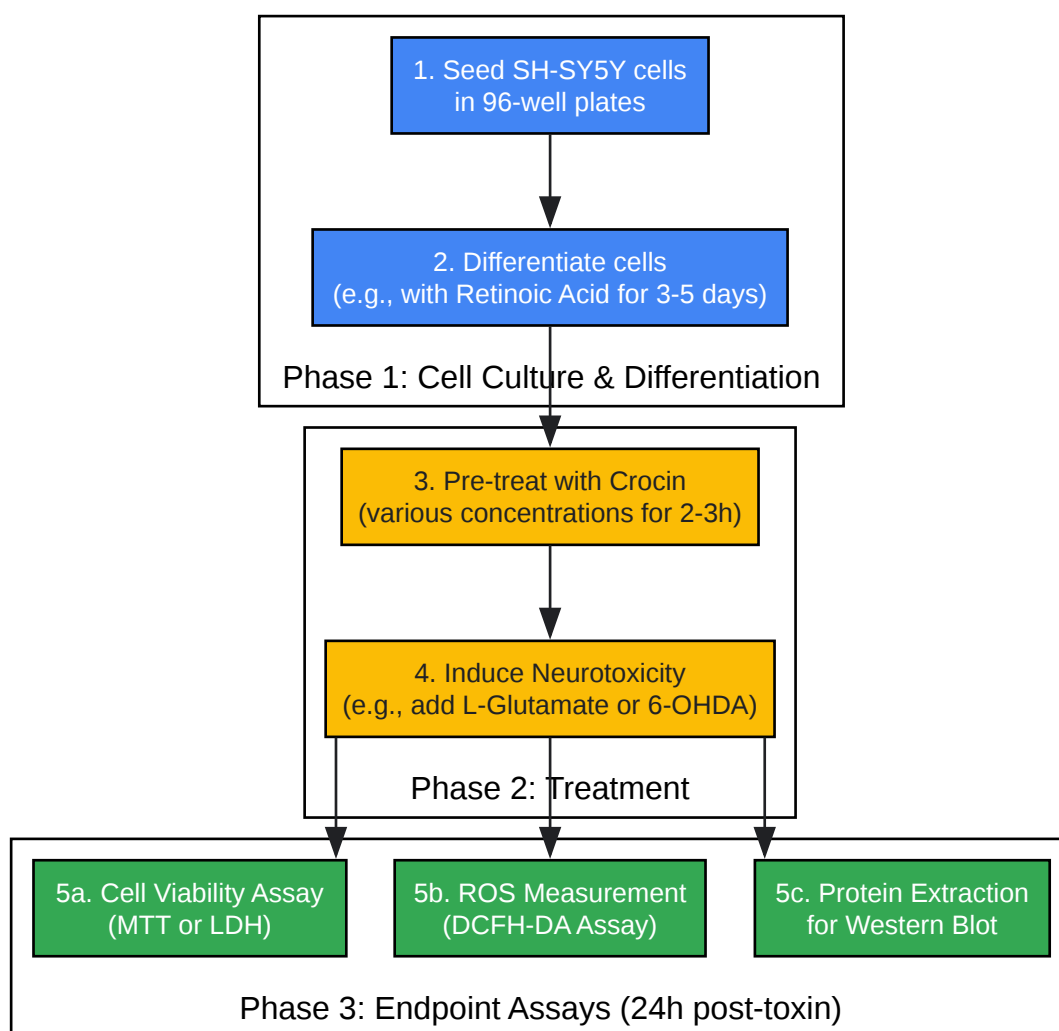 1. Seed SH-SY5Y cells
in 96-well plates
2. Differentiate cells
(e.g., with Retinoic Acid for 3-5 days)
Phase 1: Cell Culture & Differentiation
3. Pre-treat with Crocin
(various concentrations for 2-3h)
4. Induce Neurotoxicity
(e.g., add L-Glutamate or 6-OHDA)
Phase 2: Treatment
5a. Cell Viability Assay
(MTT or LDH)
5b. ROS Measurement
(DCFH-DA Assay)
5c. Protein Extraction
for Western Blot
Phase 3: Endpoint Assays (24h post-toxin)